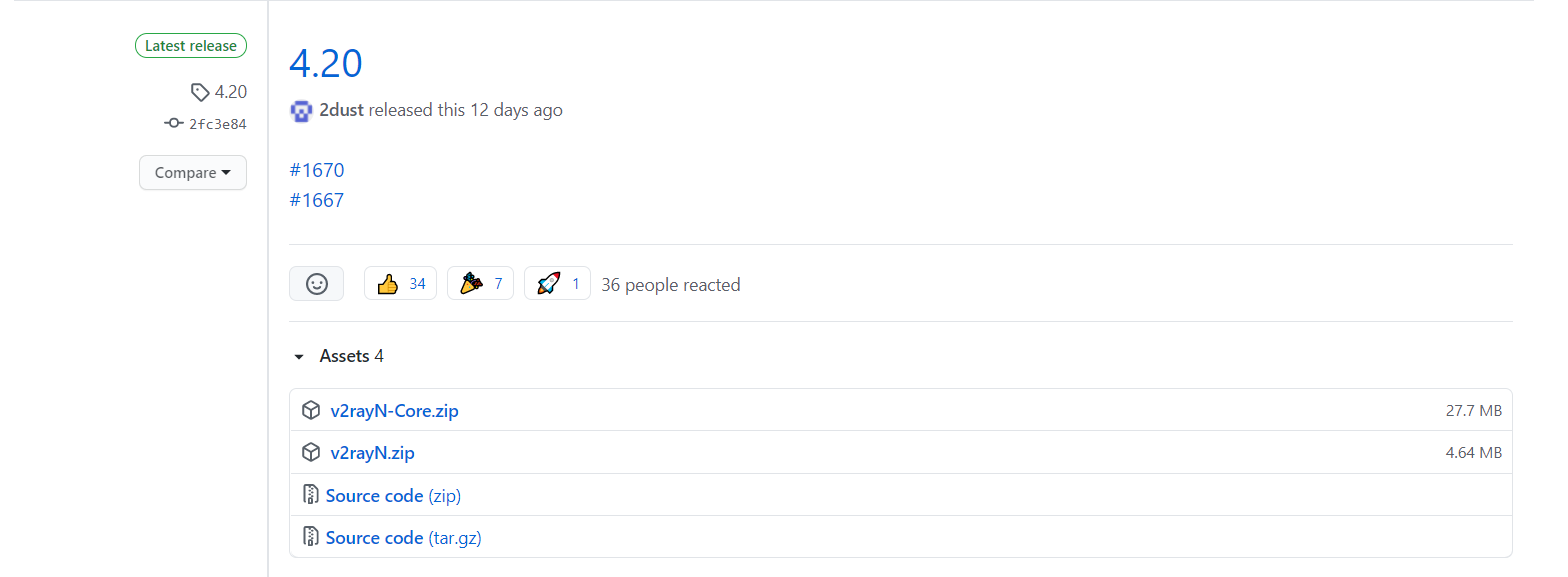 Latest release
4.20
2fc3e84
Compare
4.20
2dust released this 12 days ago
#1670
#1667
34 7 1 36 people reacted
Assets 4
v2rayN-Core.zip 27.7 MB
v2rayN.zip 4.64 MB
Source code (zip)
Source code (tar.gz)